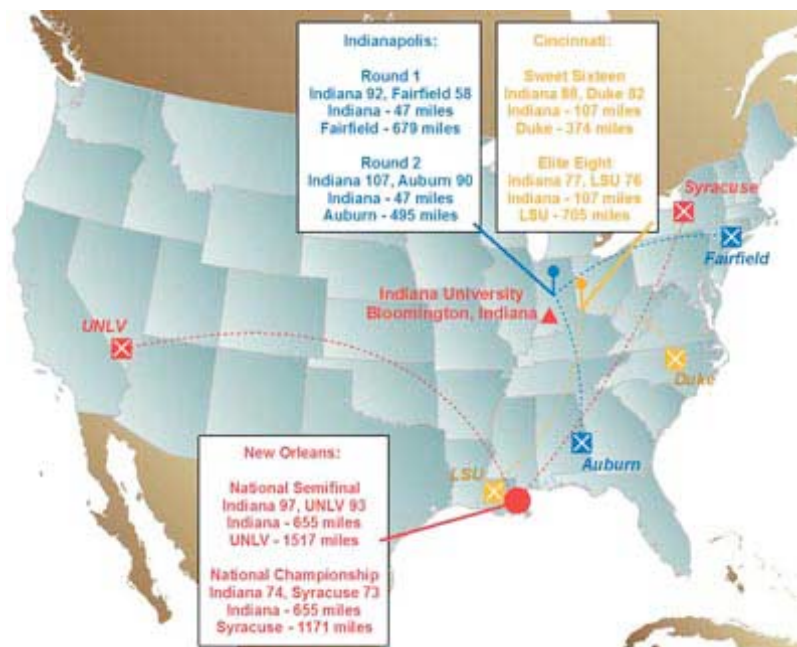 Indianapolis:
Round 1
Indiana 92, Fairfield 58
Indiana - 47 miles
Fairfield - 679 miles
Round 2
Indiana 107, Auburn 90
Indiana - 47 miles
Auburn - 495 miles
Cincinnati:
Sweet Sixteen
Indiana 88, Duke 82
Indiana - 107 miles
Duke - 374 miles
Elite Eight
Indiana 77, LSU 76
Indiana - 107 miles
LSU - 705 miles
Syracuse
Fairfield
Indiana University
Bloomington, Indiana
UNLV
Duke
Auburn
LSU
New Orleans:
National Semifinal
Indiana 97, UNLV 93
Indiana - 655 miles
UNLV - 1517 miles
National Championship
Indiana 74, Syracuse 73
Indiana - 655 miles
Syracuse - 1171 miles